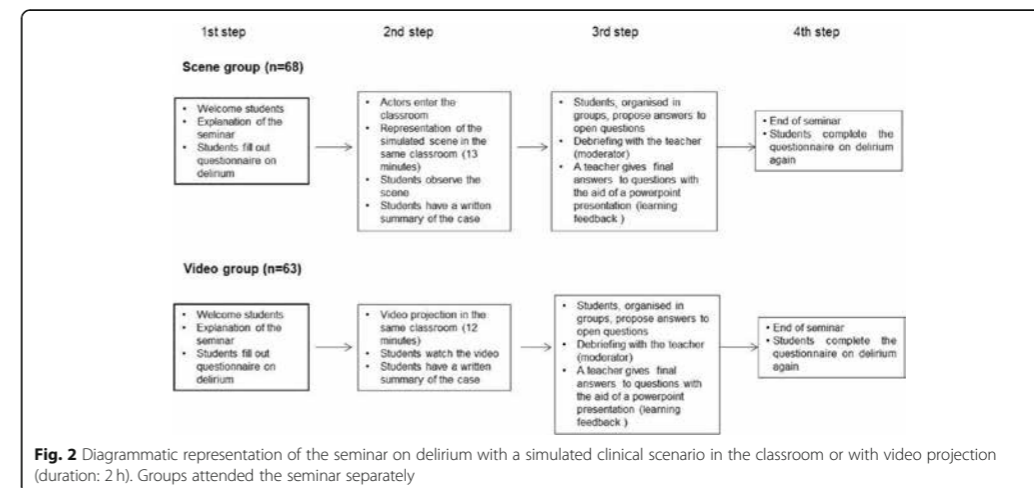 1st step 2nd step 3rd step 4th step
Scene group (n=68)
• Welcome students
• Explanation of the
seminar
• Students fill out
questionnaire on
delirium
• Actors enter the
classroom
• Representation of the
simulated scene in the
same classroom (13
minutes)
• Students observe the
scene
• Students have a written
summary of the case
• Students, organised in
groups, propose answers to
open questions
• Debriefing with the teacher
(moderator)
• A teacher gives final
answers to questions with
the aid of a powerpoint
presentation (learning
feedback )
• End of seminar
• Students complete the
questionnaire on delirium
again
Video group (n=63)
• Welcome students
• Explanation of the
seminar
• Students fill out
questionnaire on
delirium
• Video projection in the
same classroom (12
minutes)
• Students watch the video
• Students have a written
summary of the case
• Students, organised in
groups, propose answers to
open questions
• Debriefing with the teacher
(moderator)
• A teacher gives final
answers to questions with
the aid of a powerpoint
presentation (learning
feedback )
• End of seminar
• Students complete the
questionnaire on delirium
again
Fig. 2 Diagrammatic representation of the seminar on delirium with a simulated clinical scenario in the classroom or with video projection
(duration: 2 h). Groups attended the seminar separately